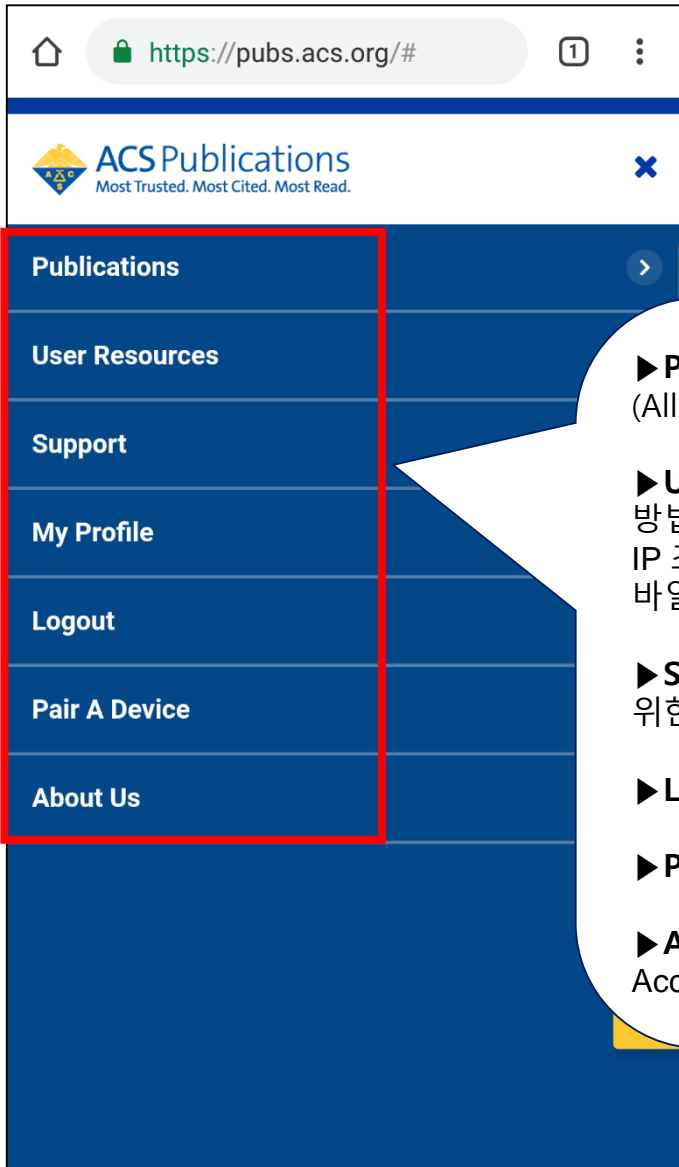 https://pubs.acs.org/#
1
ACS Publications
Most Trusted. Most Cited. Most Read.
Publications
User Resources
Support
My Profile
Logout
Pair A Device
About Us
▶P
(All
▶U
IP
▶S
▶L
▶P
▶A